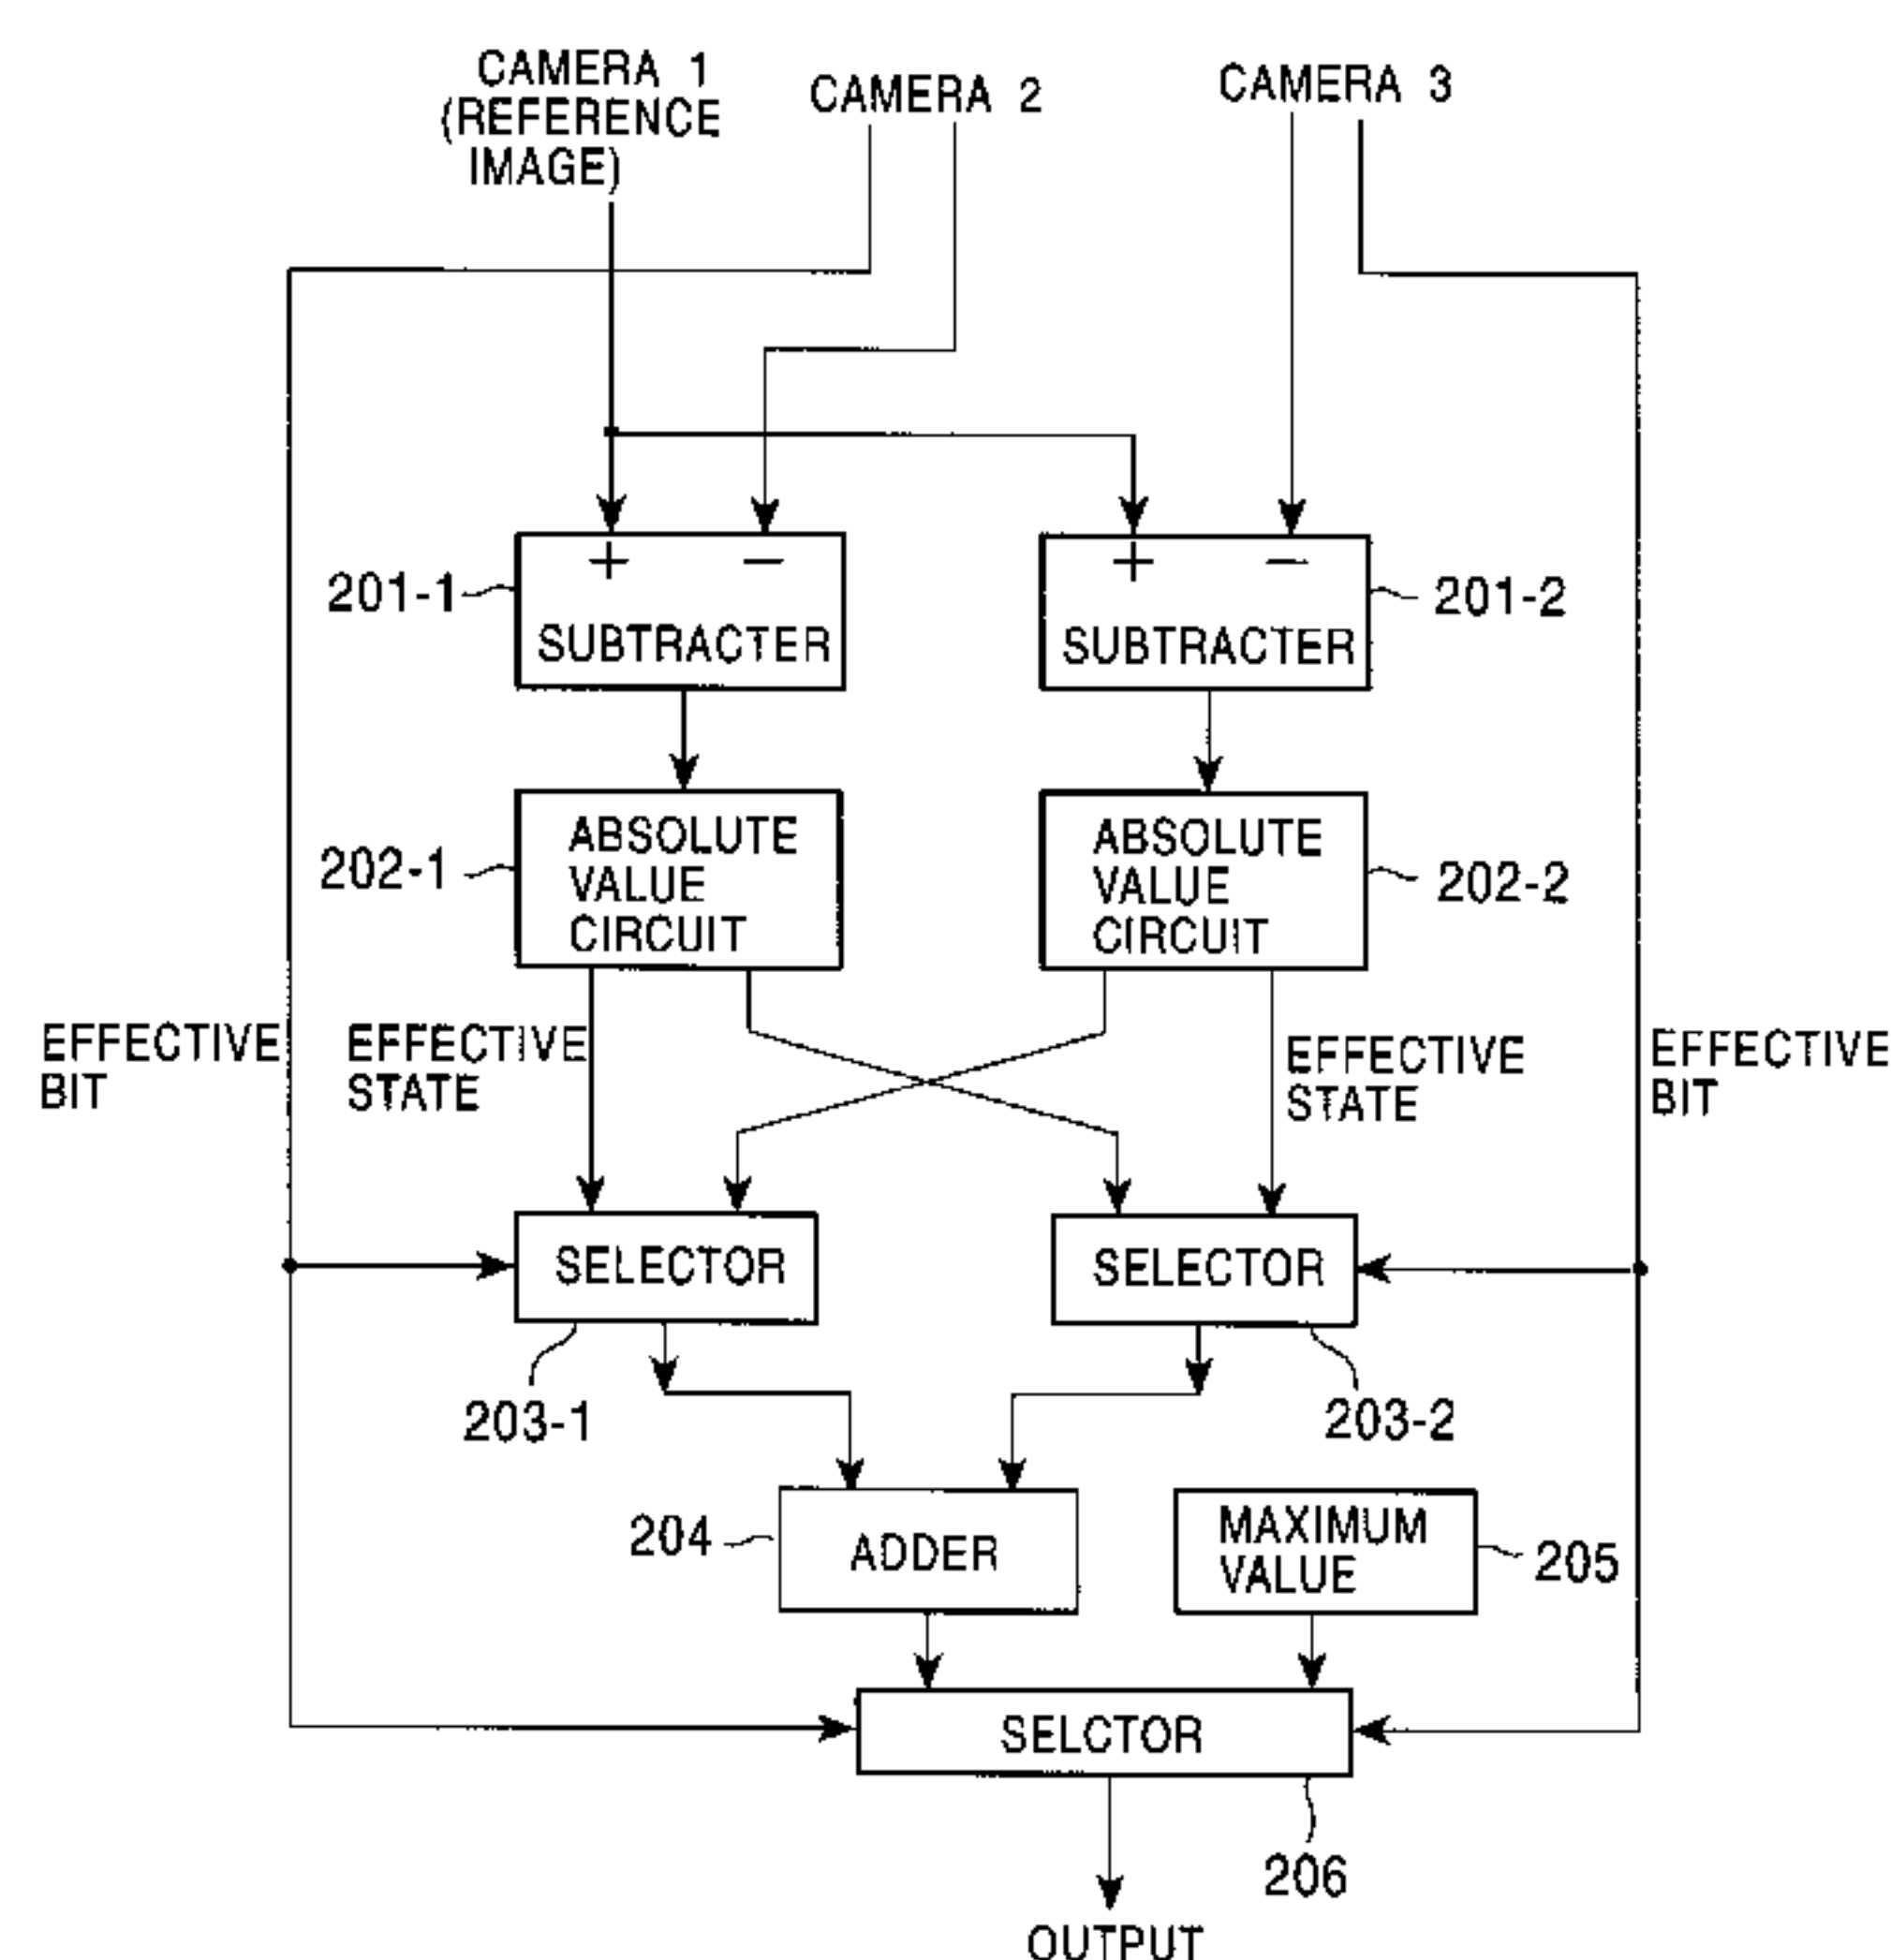 CAMERA 1
(REFERENCE
IMAGE)
CAMERA 2
CAMERA 3
+
−
+
−
201-1
SUBTRACTER
SUBTRACTER
201-2
202-1
ABSOLUTE
VALUE
CIRCUIT
ABSOLUTE
VALUE
CIRCUIT
202-2
EFFECTIVE
BIT
EFFECTIVE
STATE
EFFECTIVE
STATE
EFFECTIVE
BIT
SELECTOR
SELECTOR
203-1
203-2
204
ADDER
MAXIMUM
VALUE
205
SELCTOR
206
OUTPUT